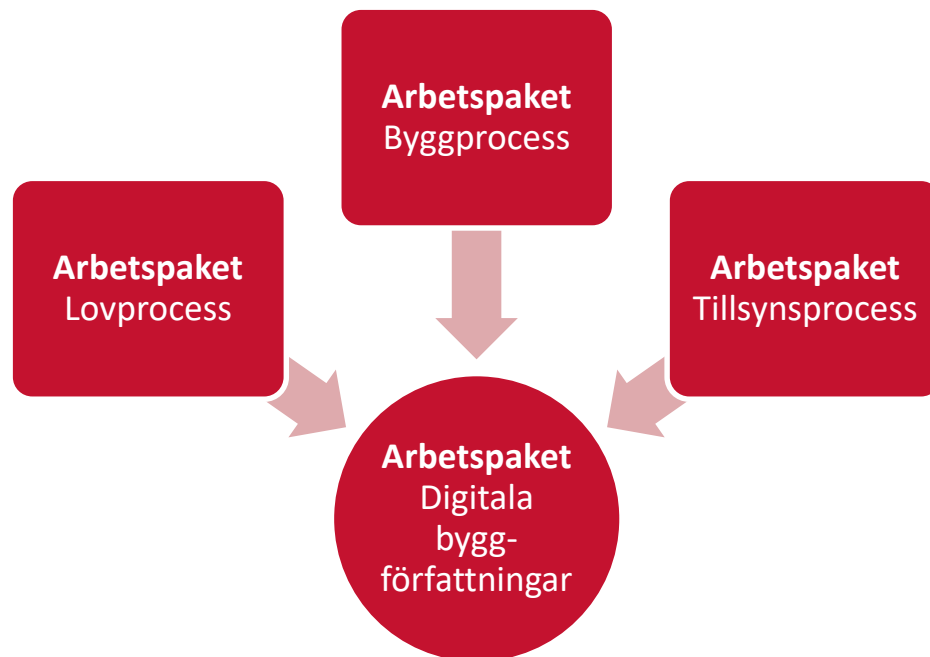 Arbetspaket
Byggprocess
Arbetspaket
Lovprocess
Arbetspaket
Tillsynsprocess
Arbetspaket
Digitala
bygg-
författningar